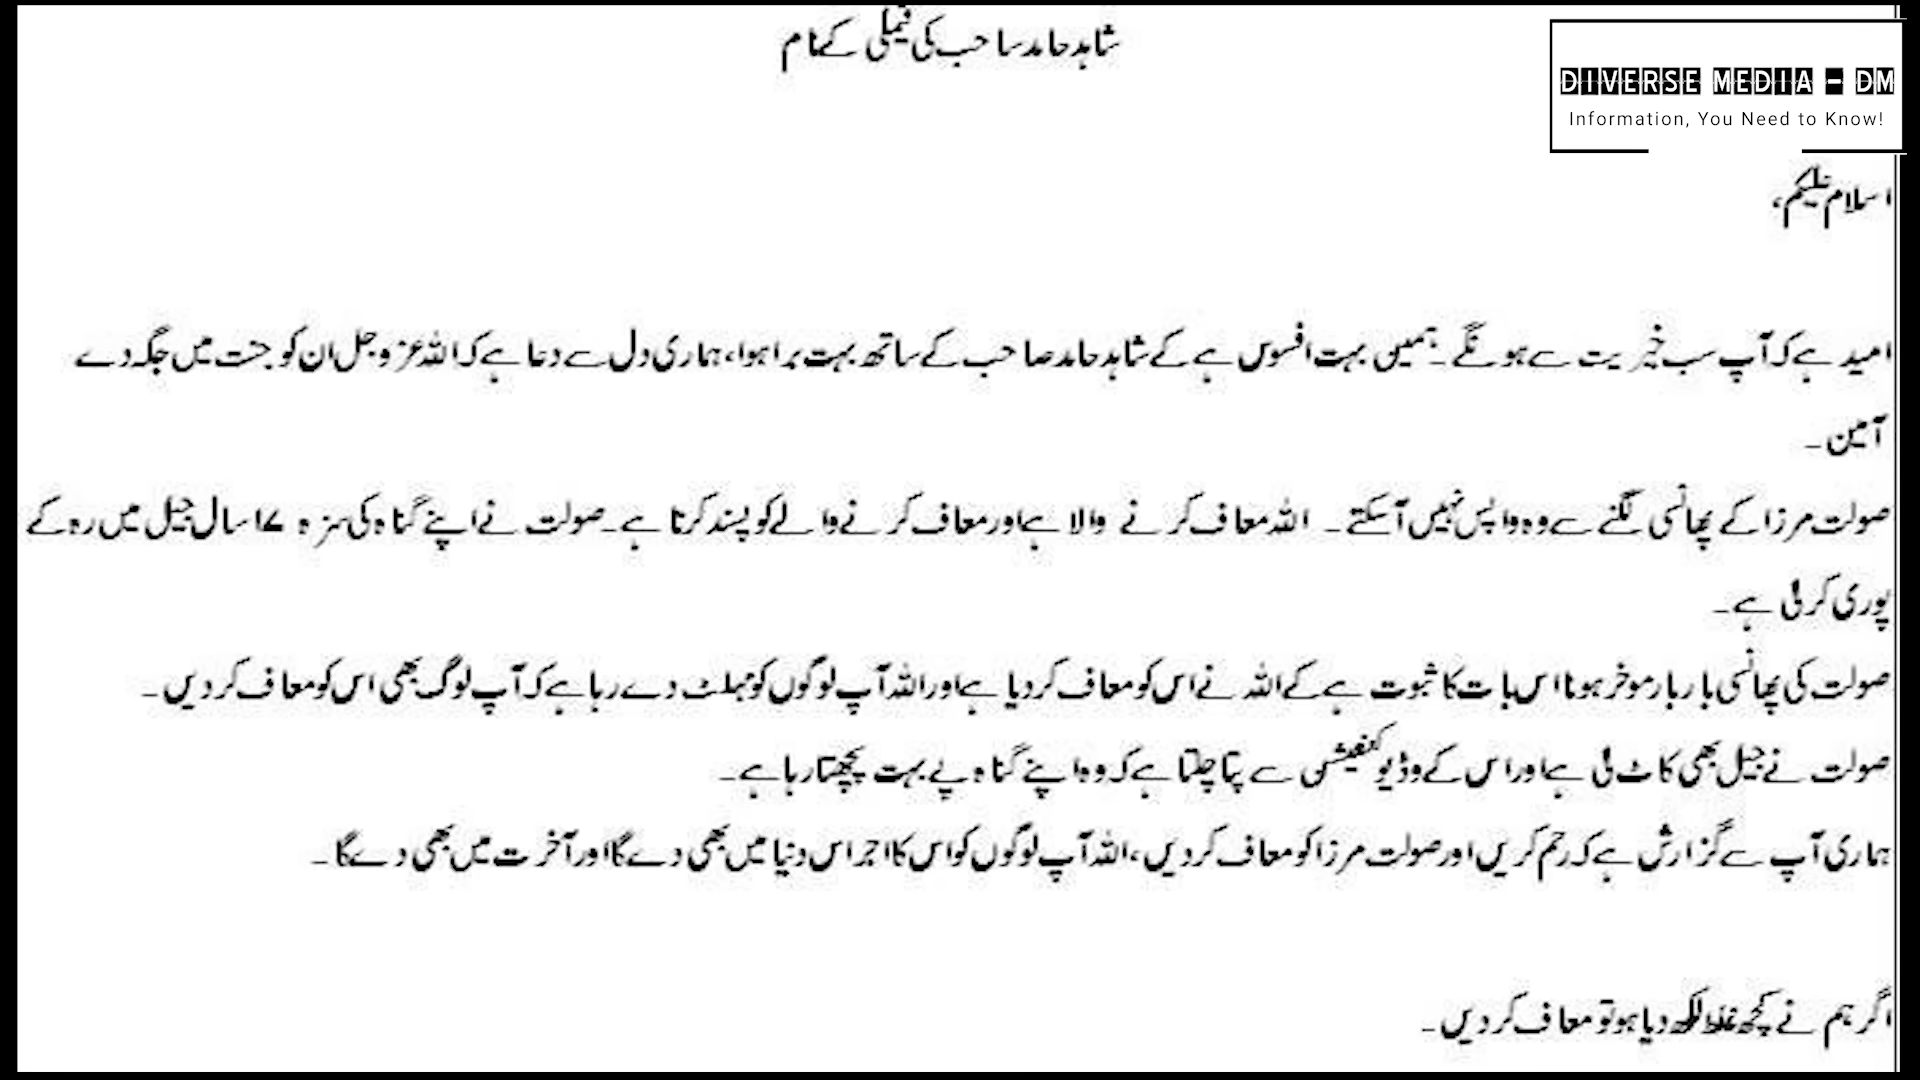 شاہد حامد سا حب کی فیملی کے نام
DIVERSE MEDIA - DM
Information, You Need to Know!
اسلام علیکم،
امید ہے کہ آپ سب خیریت سے ہونگے ۔ ہمیں بہت افسوس ہے کے شاہد حامد صا حب کے ساتھ بہت برا ہوا، ہماری دل سے دعا ہے کہ اللہ عز و جل ان کو جنت میں جگہ دے
آمین ۔
صولت مرزا کے پھانسی لگنے سے وہ واپس نہیں آسکتے ۔ اللہ معاف کرنے والا ہے اور معاف کرنے والے کو پسند کرتا ہے۔ صولت نے اپنے گناہ کی سزہ ۱۷ سال جیل میں رہ کے
پوری کرلی ہے ۔
صولت کی پھانسی بار بار موخر ہونا اس بات کا ثبوت ہے کے اللہ نے اس کو معاف کردیا ہے اور اللہ آپ لوگوں کو مہلت دے رہا ہے کہ آپ لوگ بھی اس کو معاف کردیں ۔
صولت نے جیل بھی کاٹ لی ہے اور اس کے وڈیو کنفیشن سے پتا چلتا ہے کہ وہ اپنے گناہ پے بہت پچھتا رہا ہے ۔
ہماری آپ سے گزارش ہے کہ رحم کریں اور صولت مرزا کو معاف کردیں، اللہ آپ لوگوں کو اس کا اجر اس دنیا میں بھی دے گا اور آخرت میں بھی دے گا ۔
اگر ہم نے کچھ غلط لکھ دیا ہو تو معاف کردیں ۔